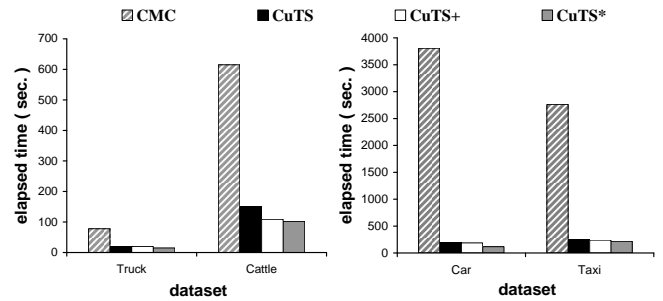 CMC CuTS CuTS+ CuTS*
elapsed time ( sec. )
700
600
500
400
300
200
100
0
Truck Cattle
dataset
elapsed time ( sec. )
4000
3500
3000
2500
2000
1500
1000
500
0
Car Taxi
dataset